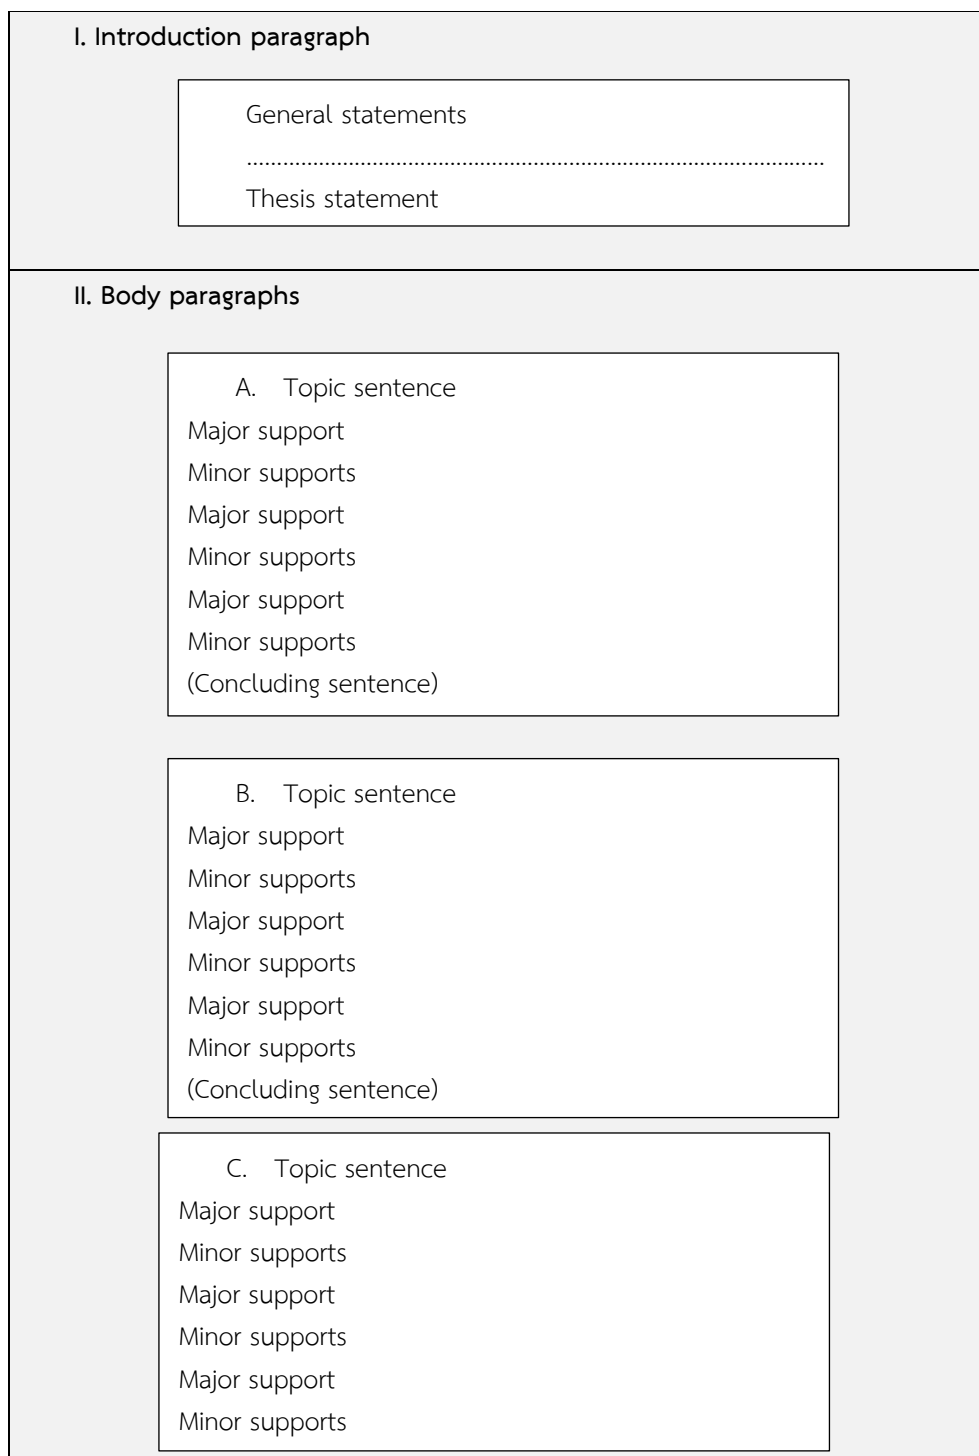 I. Introduction paragraph
General statements
................................................................................................
Thesis statement
II. Body paragraphs
A. Topic sentence
Major support
Minor supports
Major support
Minor supports
Major support
Minor supports
(Concluding sentence)
B. Topic sentence
Major support
Minor supports
Major support
Minor supports
Major support
Minor supports
(Concluding sentence)
C. Topic sentence
Major support
Minor supports
Major support
Minor supports
Major support
Minor supports